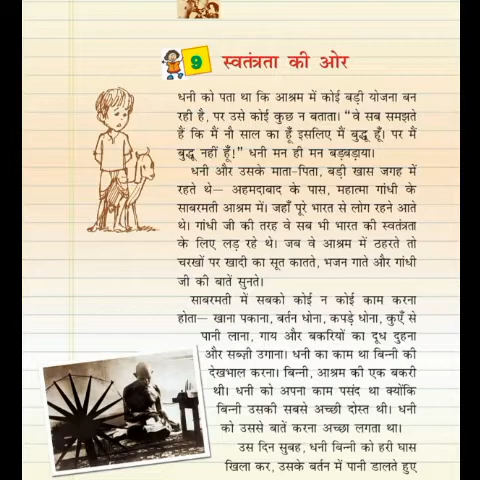 9 स्वतंत्रता की ओर
धनी को पता था कि आश्रम में कोई बड़ी योजना बन
रही है, पर उसे कोई कुछ न बताता। “वे सब समझते
हैं कि मैं नौ साल का हूँ इसलिए मैं बुद्धू हूँ। पर मैं
बुद्धू नहीं हूँ!” धनी मन ही मन बड़बड़ाया।
धनी और उसके माता-पिता, बड़ी खास जगह में
रहते थे— अहमदाबाद के पास, महात्मा गांधी के
साबरमती आश्रम में। जहाँ पूरे भारत से लोग रहने आते
थे। गांधी जी की तरह वे सब भी भारत की स्वतंत्रता
के लिए लड़ रहे थे। जब वे आश्रम में ठहरते तो
चरखों पर खादी का सूत कातते, भजन गाते और गांधी
जी की बातें सुनते।
साबरमती में सबको कोई न कोई काम करना
होता— खाना पकाना, बर्तन धोना, कपड़े धोना, कुएँ से
पानी लाना, गाय और बकरियों का दूध दुहना
और सब्ज़ी उगाना। धनी का काम था बिन्नी की
देखभाल करना। बिन्नी, आश्रम की एक बकरी
थी। धनी को अपना काम पसंद था क्योंकि
बिन्नी उसकी सबसे अच्छी दोस्त थी। धनी
को उससे बातें करना अच्छा लगता था।
उस दिन सुबह, धनी बिन्नी को हरी घास
खिला कर, उसके बर्तन में पानी डालते हुए